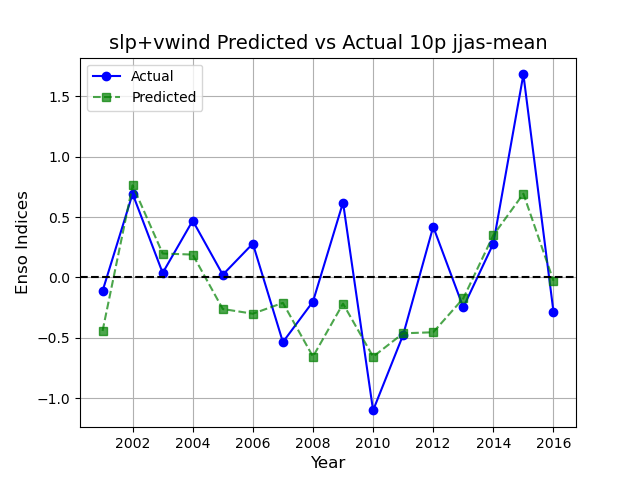 slp+vwind Predicted vs Actual 10p jjas-mean
Actual
Predicted
Enso Indices
1.5
1.0
0.5
0.0
−0.5
−1.0
2002 2004 2006 2008 2010 2012 2014 2016
Year